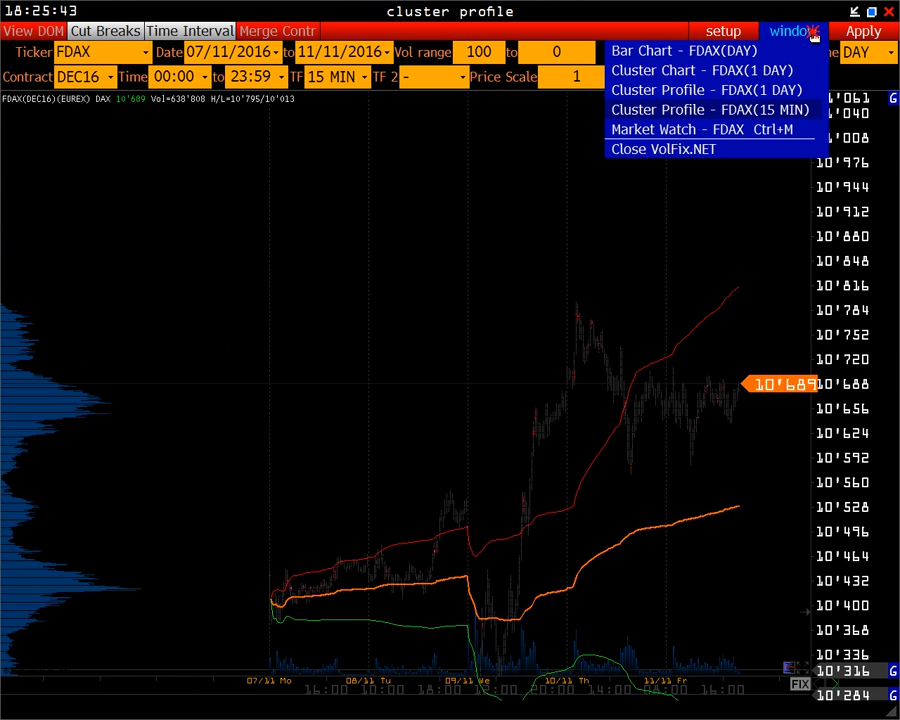 18:25:43 cluster profile
View DOM Cut Breaks Time Interval Merge Contr setup window Apply
Ticker FDAX Date 07/11/2016 to 11/11/2016 Vol range 100 to 0 DAY
Contract DEC16 Time 00:00 to 23:59 TF 15 MIN TF 2 - Price Scale 1
Bar Chart - FDAX(DAY)
Cluster Chart - FDAX(1 DAY)
Cluster Profile - FDAX(1 DAY)
Cluster Profile - FDAX(15 MIN)
Market Watch - FDAX Ctrl+M
Close VolFix.NET
FDAX(DEC16)(EUREX) DAX 10'689 Vol=638'808 H/L=10'795/10'013
10'061 G
10'040
10'008
10'976
10'944
10'912
10'880
10'848
10'816
10'784
10'752
10'720
10'689 10'688
10'656
10'624
10'592
10'560
10'528
10'496
10'464
10'432
10'400
10'368
10'336
10'316 G
07/11 Mo 08/11 Tu 09/11 We 10/11 Th 11/11 Fr FIX
16:00 10:00 18:00 12:00 20:00 14:00 08:00 16:00
10'284 G